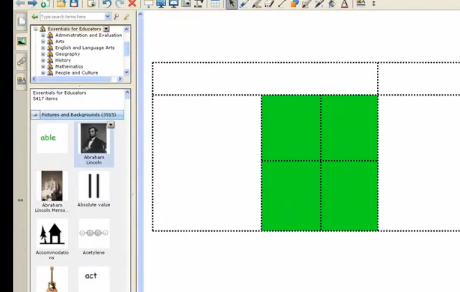 Type search items here
Essentials for Educators
Administration and Evaluation
Arts
English and Language Arts
Geography
History
Mathematics
People and Culture
Essentials for Educators
5417 items
Pictures and Backgrounds (3555)
able
Abraham
Lincoln
Abraham
Lincoln Memo...
Absolute value
Accommodatio
ns
Acetylene
act